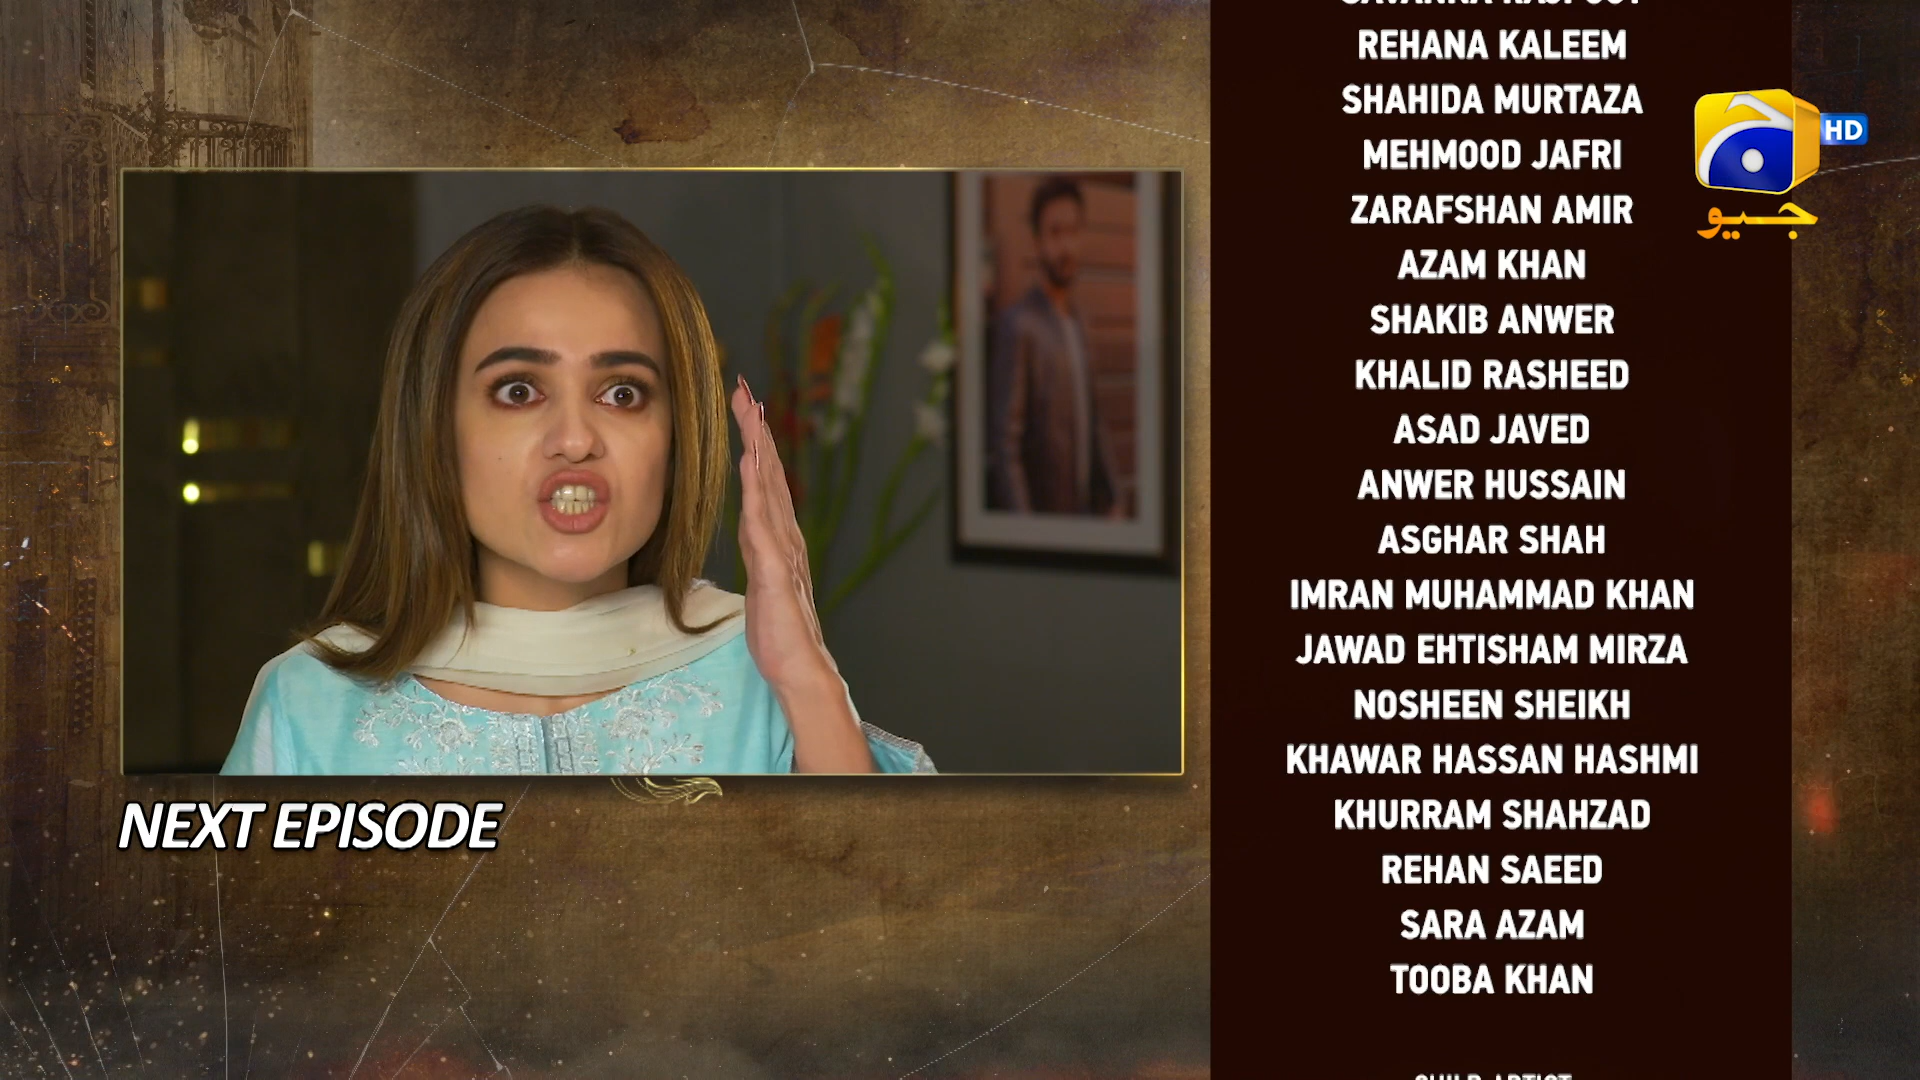 REHANA KALEEM
SHAHIDA MURTAZA
MEHMOOD JAFRI
ZARAFSHAN AMIR
AZAM KHAN
SHAKIB ANWER
KHALID RASHEED
ASAD JAVED
ANWER HUSSAIN
ASGHAR SHAH
IMRAN MUHAMMAD KHAN
JAWAD EHTISHAM MIRZA
NOSHEEN SHEIKH
KHAWAR HASSAN HASHMI
KHURRAM SHAHZAD
REHAN SAEED
SARA AZAM
TOOBA KHAN
HD
جیو
NEXT EPISODE